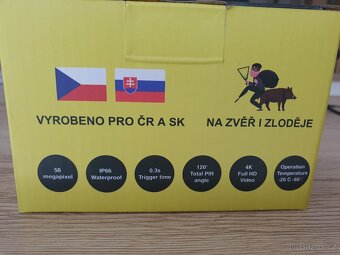 VYROBENO PRO ČR A SK
NA ZVĚŘ I ZLODĚJE
50
megapixel
IP66
Waterproof
0.3s
Trigger time
120°
Total PIR
angle
4K
Full HD
Video
Operation
Temperature
-20 C-60